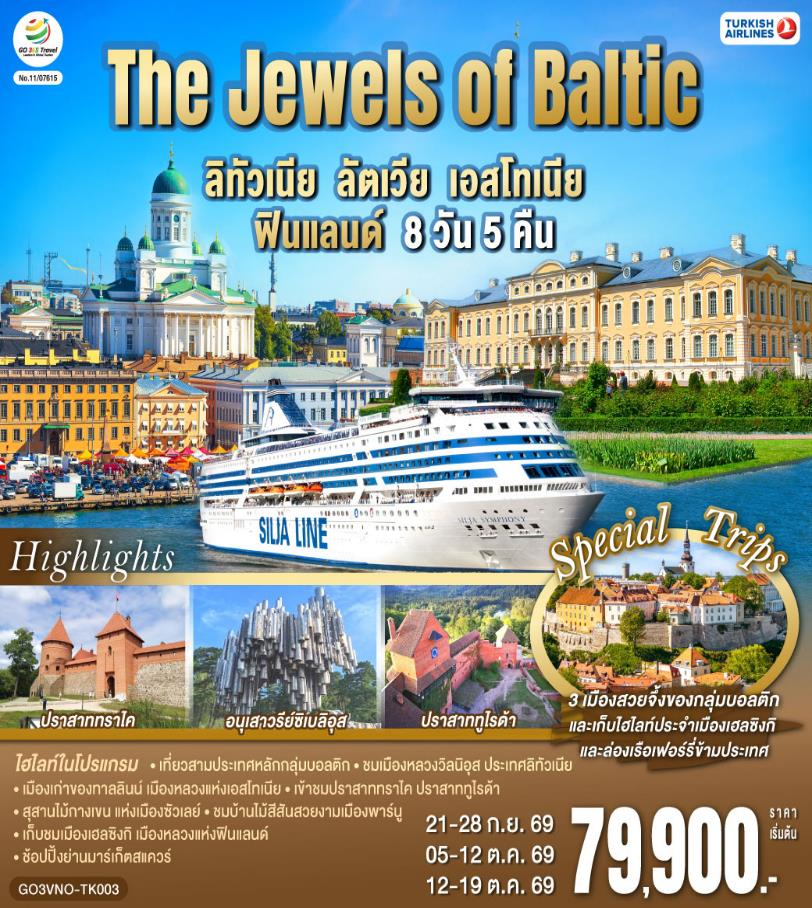 GO 365 Travel
No.11/07615
TURKISH
AIRLINES
The Jewels of Baltic
ลิทัวเนีย ลัตเวีย เอสโทเนีย
ฟินแลนด์ 8 วัน 5 คืน
SILJA LINE
SILJA SYMPHONY
Highlights
Special Trips
ปราสาททราไค
อนุเสาวรีย์ซิเบลิอุส
ปราสาททูไรด้า
3 เมืองสวยจึ้งของกลุ่มบอลติก
และเก็บไฮไลท์ประจำเมืองเฮลซิงกิ
และล่องเรือเฟอร์รี่ข้ามประเทศ
ไฮไลท์ในโปรแกรม • เที่ยวสามประเทศหลักกลุ่มบอลติก • ชมเมืองหลวงวิลนิอุส ประเทศลิทัวเนีย
• เมืองเก่าของทาลลินน์ เมืองหลวงแห่งเอสโทเนีย • เข้าชมปราสาททราไค ปราสาททูไรด้า
• สุสานไม้กางเขน แห่งเมืองซัวเลย์ • ชมบ้านไม้สีสันสวยงามเมืองพาร์นู
• เก็บชมเมืองเฮลซิงกิ เมืองหลวงแห่งฟินแลนด์
• ช้อปปิ้งย่านมาร์เก็ตสแควร์
21-28 ก.ย. 69
05-12 ต.ค. 69
12-19 ต.ค. 69
79,900.-
ราคา
เริ่มต้น
GO3VNO-TK003